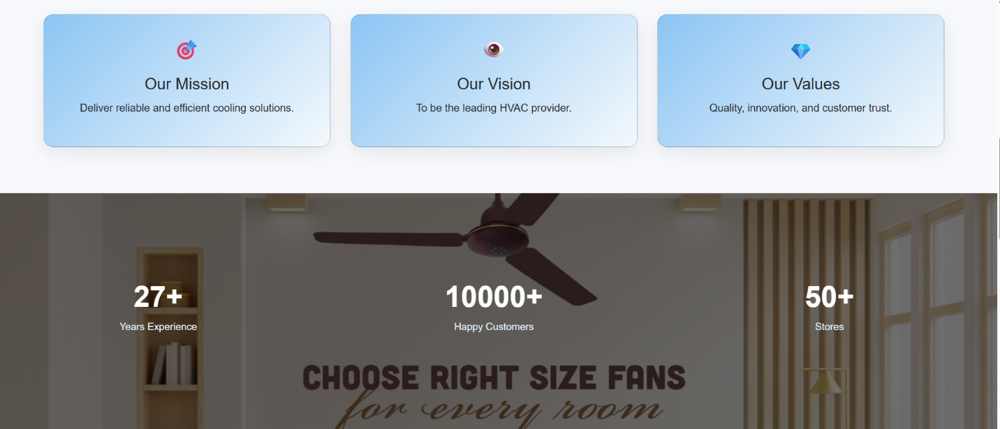 Our Mission
Deliver reliable and efficient cooling solutions.
Our Vision
To be the leading HVAC provider.
Our Values
Quality, innovation, and customer trust.
27+
Years Experience
10000+
Happy Customers
50+
Stores
CHOOSE RIGHT SIZE FANS
for every room